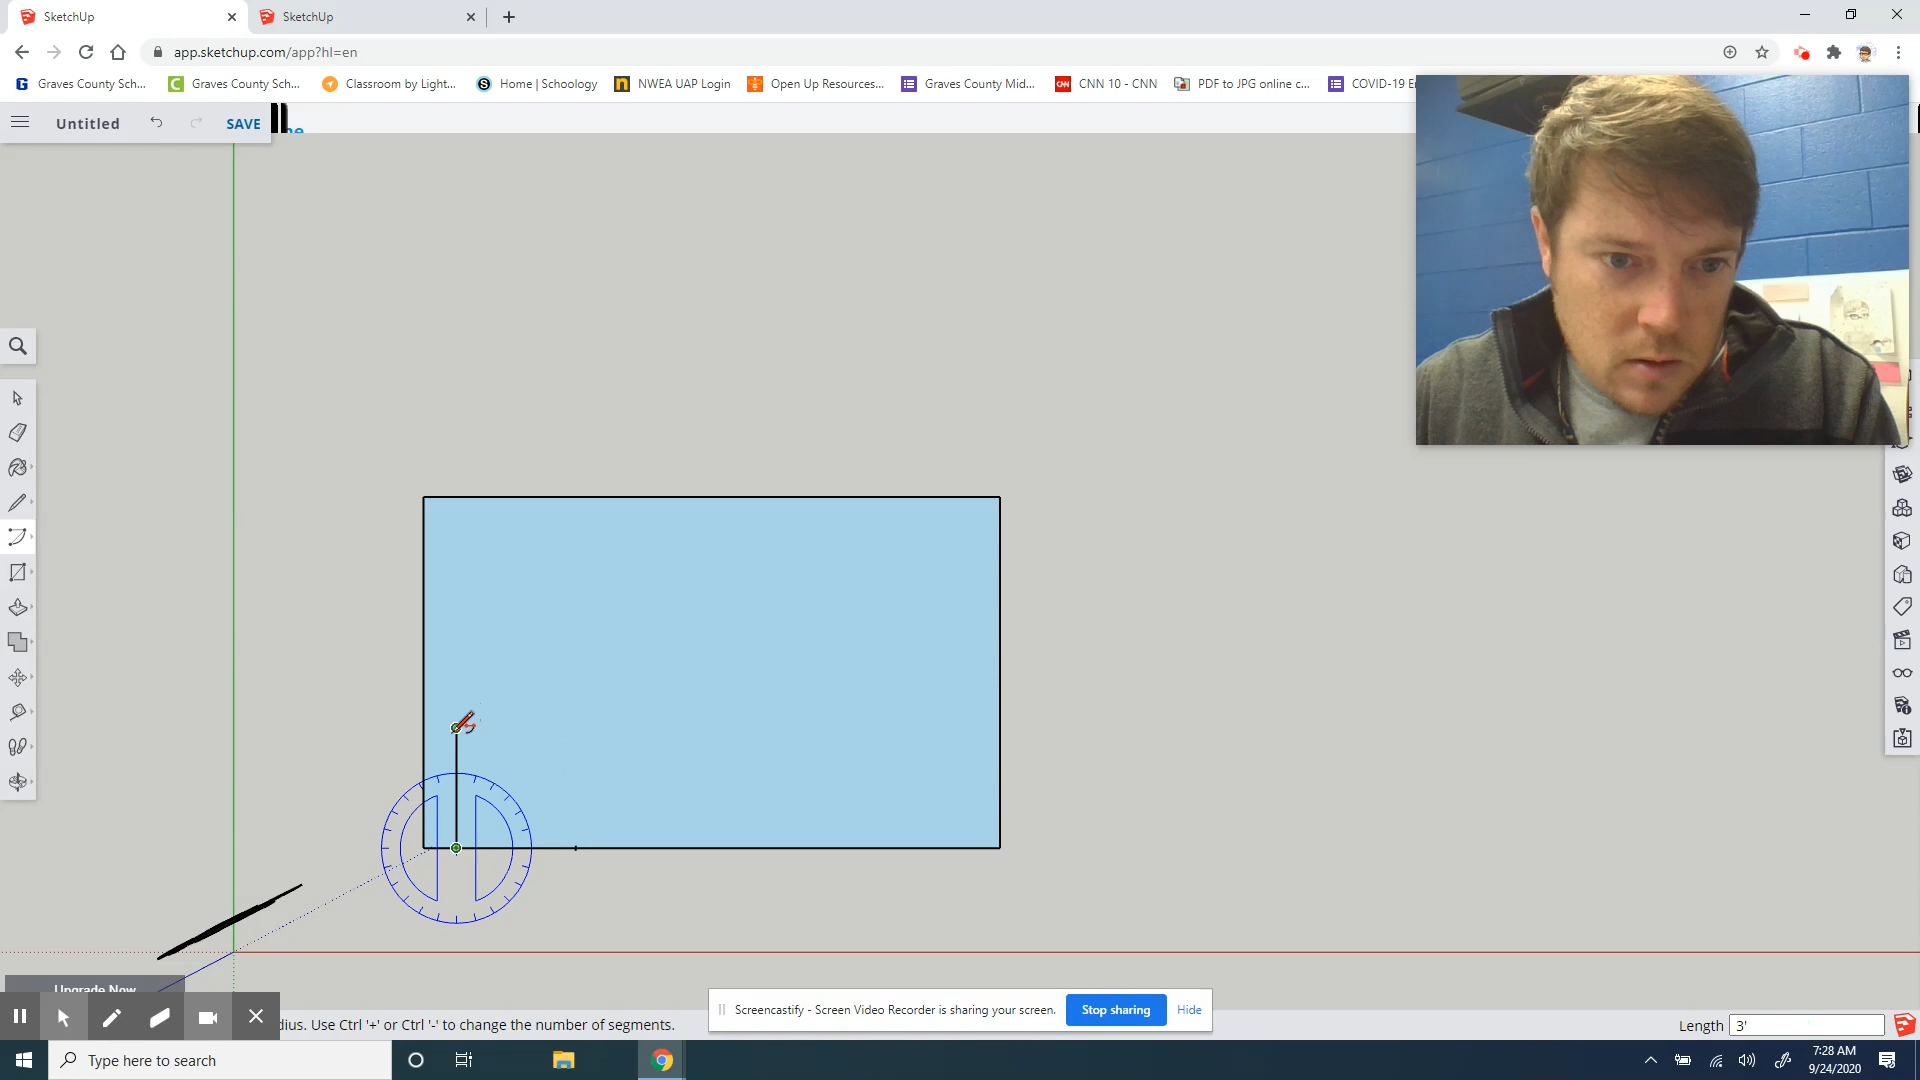 SketchUp
SketchUp
app.sketchup.com/app?hl=en
Graves County Sch...
Graves County Sch...
Classroom by Light...
Home | Schoology
NWEA UAP Login
Open Up Resources...
Graves County Mid...
CNN 10 - CNN
PDF to JPG online c...
COVID-19 E
Untitled
SAVE
Upgrade Now
dius. Use Ctrl '+' or Ctrl '-' to change the number of segments.
Screencastify - Screen Video Recorder is sharing your screen.
Stop sharing
Hide
Length 3'
Type here to search
7:28 AM
9/24/2020